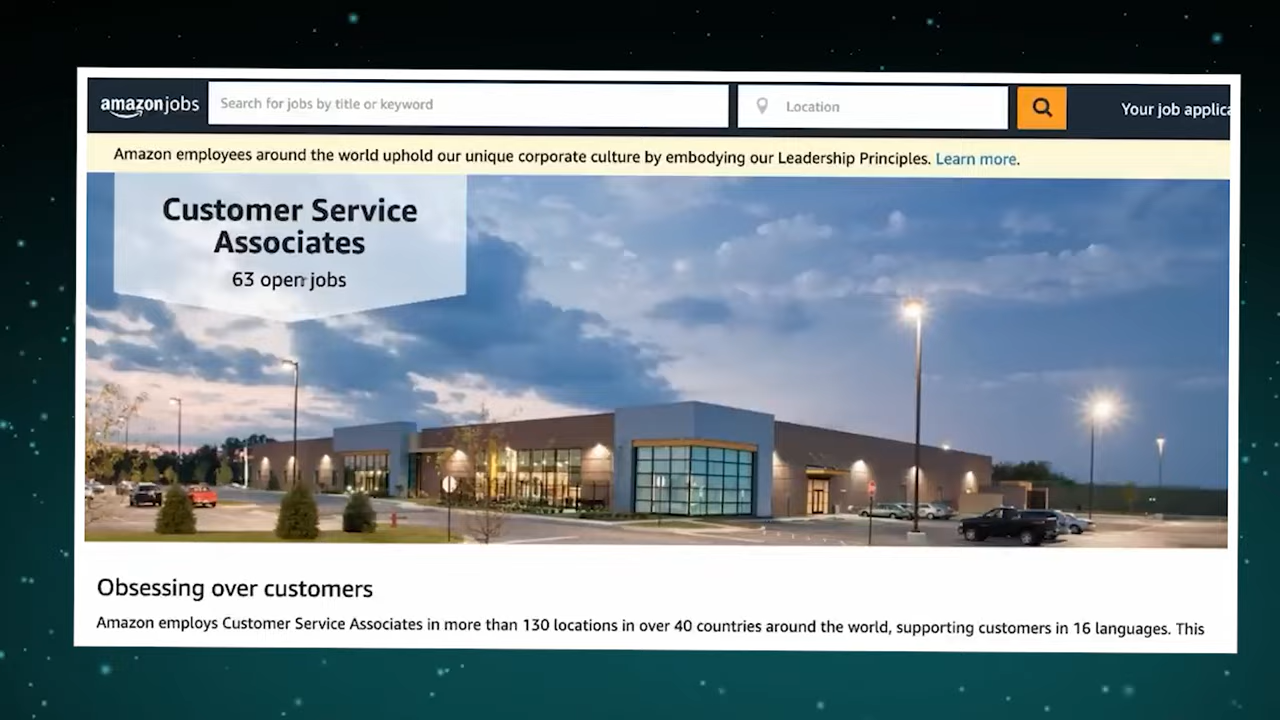 amazon jobs
Search for jobs by title or keyword
Location
Your job applica
Amazon employees around the world uphold our unique corporate culture by embodying our Leadership Principles. Learn more.
Customer Service
Associates
63 open jobs
Obsessing over customers
Amazon employs Customer Service Associates in more than 130 locations in over 40 countries around the world, supporting customers in 16 languages. This